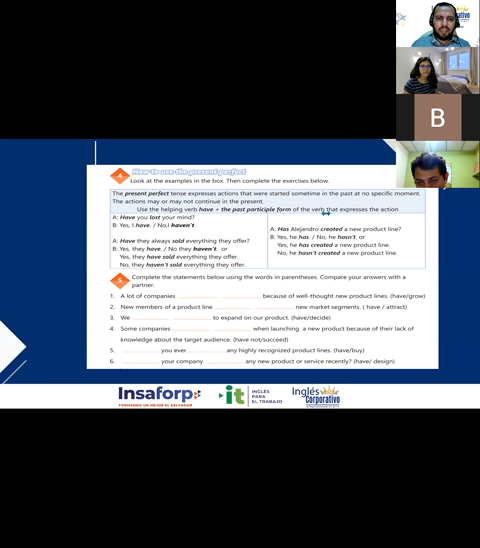 B
4
How to use the present perfect
Look at the examples in the box. Then complete the exercises below.
The present perfect tense expresses actions that were started sometime in the past at no specific moment.
The actions may or may not continue in the present.
Use the helping verb have + the past participle form of the verb that expresses the action
A: Have you lost your mind?
B: Yes, I have. / No,I haven't.
A: Have they always sold everything they offer?
B: Yes, they have. / No they haven't. or
Yes, they have sold everything they offer.
No, they haven't sold everything they offer.
A: Has Alejandro created a new product line?
B: Yes, he has. / No, he hasn't. or
Yes, he has created a new product line.
No, he hasn't created a new product line.
5
Complete the statements below using the words in parentheses. Compare your answers with a
partner.
1. A lot of companies because of well-thought new product lines. (have/grow)
2. New members of a product line new market segments. ( have / attract)
3. We to expand on our product. (have/decide)
4. Some companies when launching a new product because of their lack of
knowledge about the target audience. (have not/succeed)
5. you ever any highly recognized product lines. (have/buy)
6. your company any new product or service recently? (have/ design)
Insaforp
FORMANDO UN MEJOR EL SALVADOR
it
INGLÉS
PARA
EL TRABAJO
Inglés
Corporativo